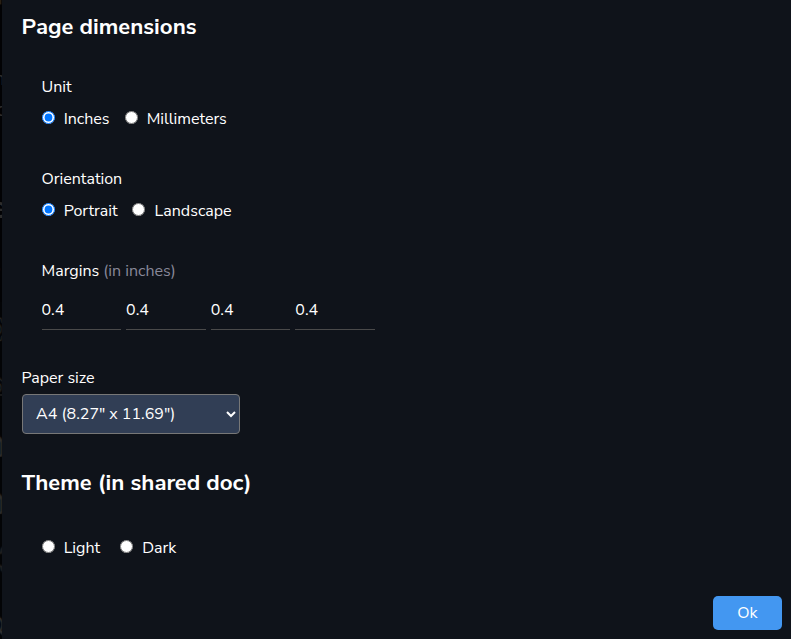 Page dimensions
Unit
Inches Millimeters
Orientation
Portrait Landscape
Margins (in inches)
0.4 0.4 0.4 0.4
Paper size
A4 (8.27" x 11.69")
Theme (in shared doc)
Light Dark
Ok